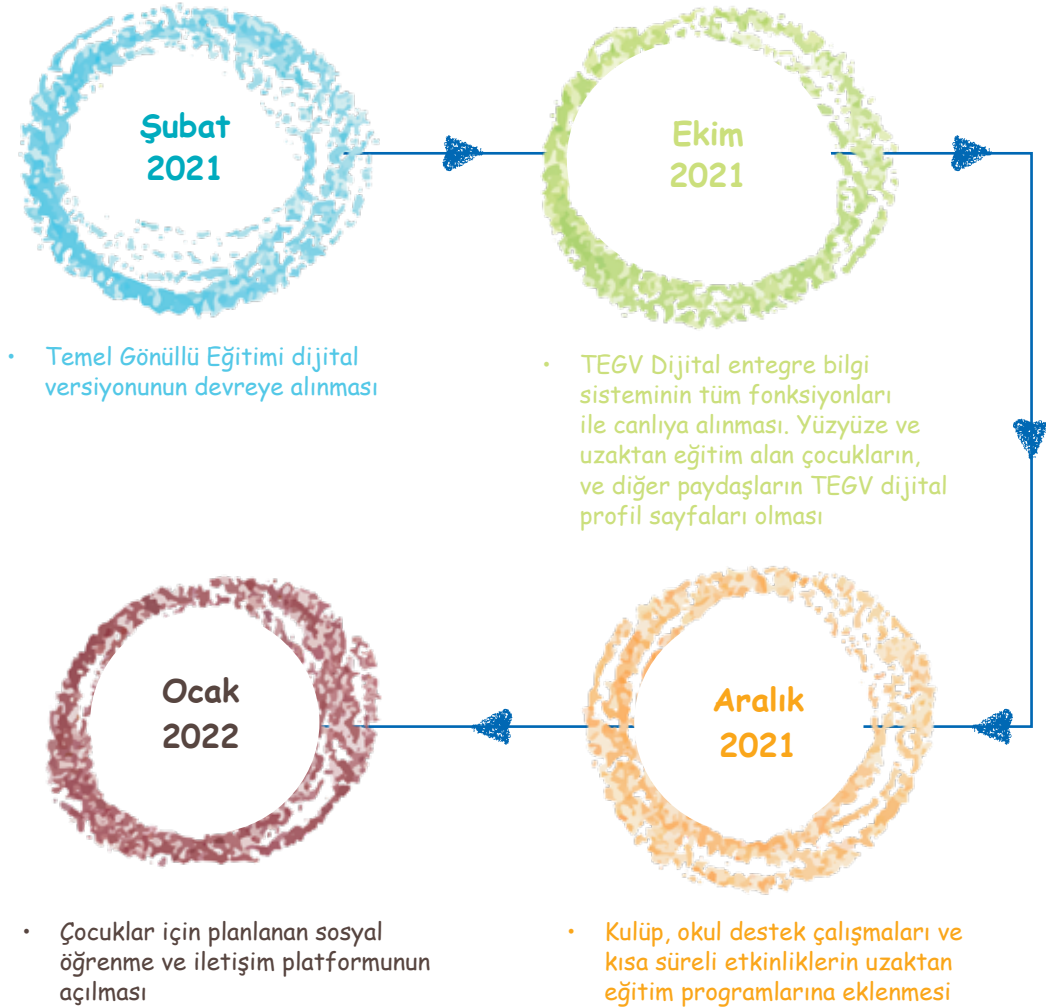 Şubat
2021
• Temel Gönüllü Eğitimi dijital
versiyonunun devreye alınması
Ekim
2021
• TEGV Dijital entegre bilgi
sisteminin tüm fonksiyonları
ile canlıya alınması. Yüzyüze ve
uzaktan eğitim alan çocukların,
ve diğer paydaşların TEGV dijital
profil sayfaları olması
Aralık
2021
• Kulüp, okul destek çalışmaları ve
kısa süreli etkinliklerin uzaktan
eğitim programlarına eklenmesi
Ocak
2022
• Çocuklar için planlanan sosyal
öğrenme ve iletişim platformunun
açılması